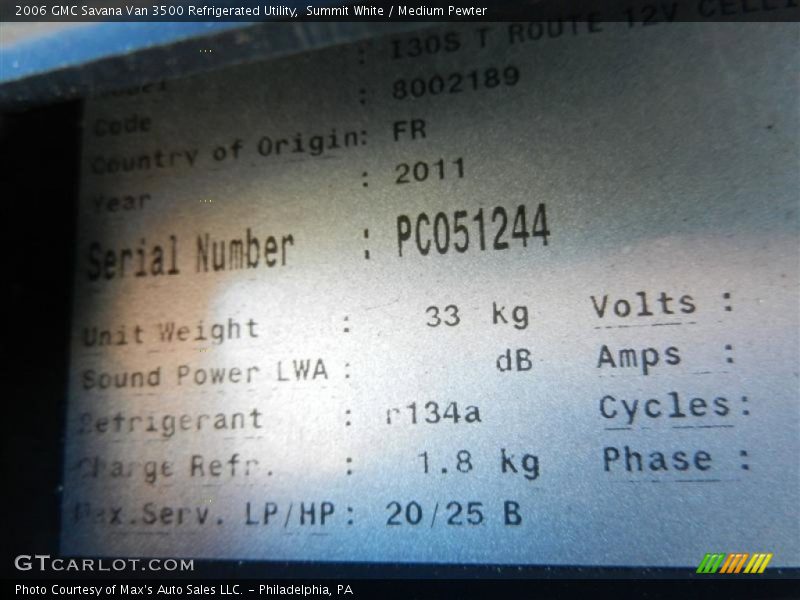 2006 GMC Savana Van 3500 Refrigerated Utility, Summit White / Medium Pewter
: I30S T ROUTE 12V CELLI
Model : 8002189
Code
Country of Origin: FR
Year : 2011
Serial Number : PC051244
Unit Weight : 33 kg Volts :
Sound Power LWA : dB Amps :
Refrigerant : r134a Cycles:
Charge Refr. : 1.8 kg Phase :
Max.Serv. LP/HP: 20/25 B
GTCARLOT.COM
Photo Courtesy of Max's Auto Sales LLC. - Philadelphia, PA